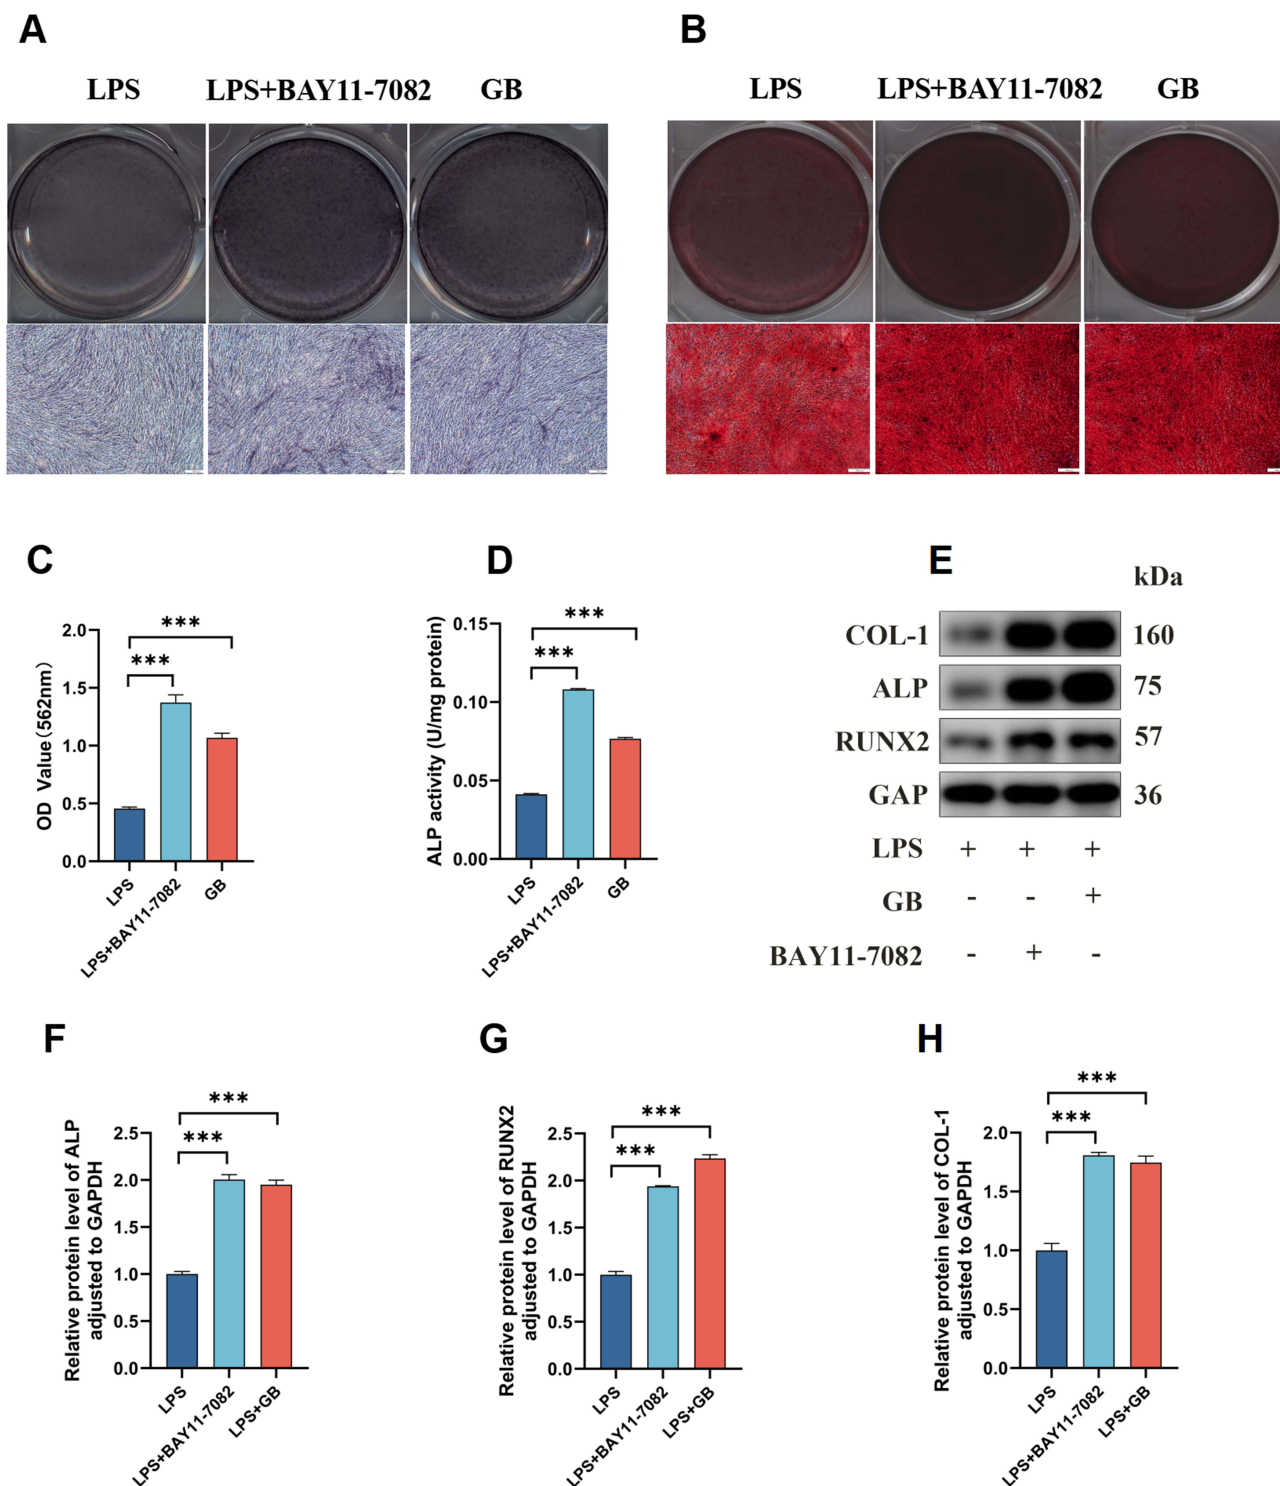 A
B
LPS LPS+BAY11-7082 GB
LPS LPS+BAY11-7082 GB
C
OD Value(562nm)
2.0
1.5
1.0
0.5
0.0
***
***
LPS
LPS+BAY11-7082
GB
D
ALP activity (U/mg protein)
0.15
0.10
0.05
0.00
***
***
LPS
LPS+BAY11-7082
GB
E
kDa
COL-1 160
ALP 75
RUNX2 57
GAP 36
LPS + + +
GB - - +
BAY11-7082 - + -
F
Relative protein level of ALP
adjusted to GAPDH
2.5
2.0
1.5
1.0
0.5
0.0
***
***
LPS
LPS+BAY11-7082
LPS+GB
G
Relative protein level of RUNX2
adjusted to GAPDH
2.5
2.0
1.5
1.0
0.5
0.0
***
***
LPS
LPS+BAY11-7082
LPS+GB
H
Relative protein level of COL-1
adjusted to GAPDH
2.0
1.5
1.0
0.5
0.0
***
***
LPS
LPS+BAY11-7082
LPS+GB